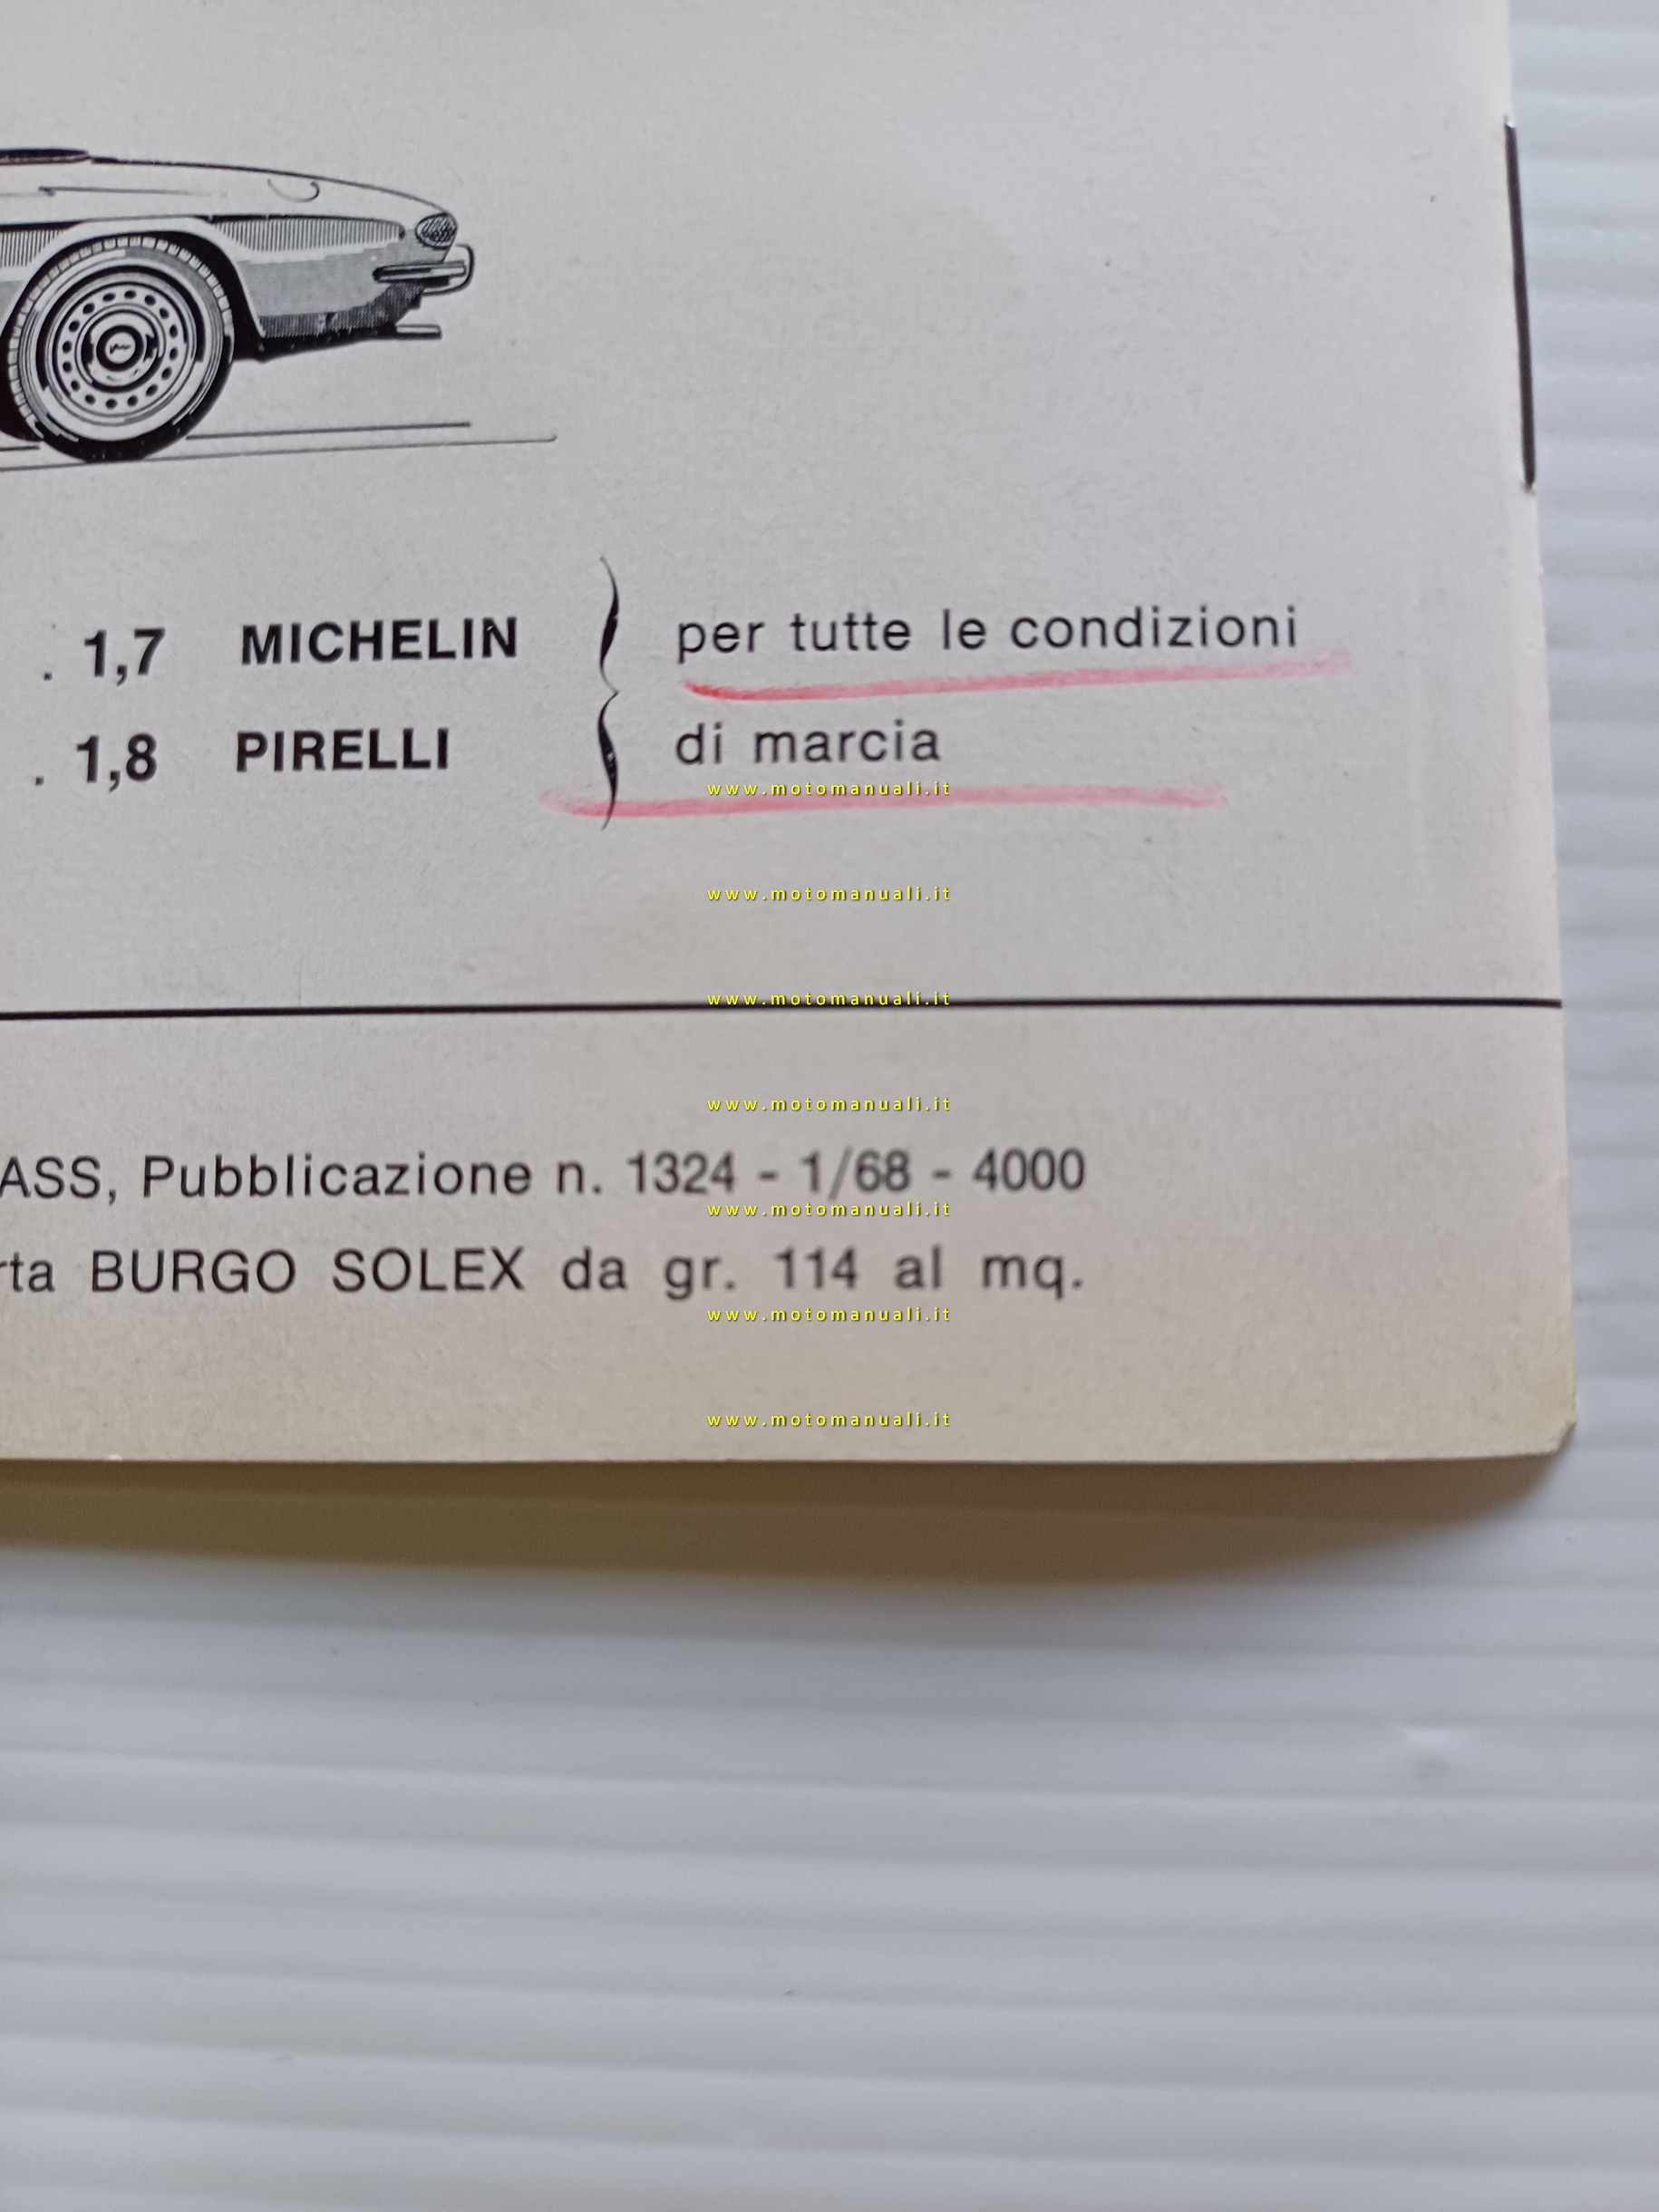 . 1,7 MICHELIN per tutte le condizioni
. 1,8 PIRELLI di marcia
www.motomanuali.it
www.motomanuali.it
www.motomanuali.it
www.motomanuali.it
ASS, Pubblicazione n. 1324 - 1/68 - 4000
www.motomanuali.it
rta BURGO SOLEX da gr. 114 al mq.
www.motomanuali.it
www.motomanuali.it